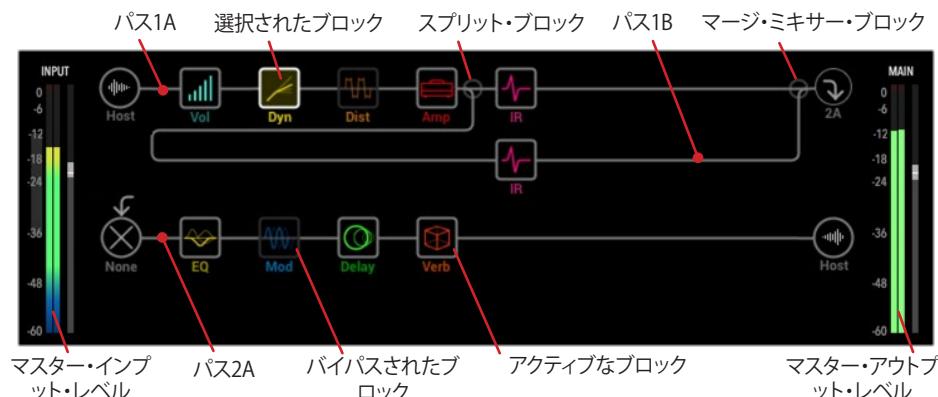 パス1A 選択されたブロック スプリット・ブロック パス1B マージ・ミキサー・ブロック
INPUT MAIN
0 0
-6 -6
Host Vol Dyn Dist Amp IR 2A
-12 -12
-18 -18
-24 -24
IR
-36 -36
None EQ Mod Delay Verb Host
-48 -48
-60 -60
マスター・インプ
ット・レベル
パス2A
バイパスされたブ
ロック
アクティブなブロック
マスター・アウトプ
ット・レベル